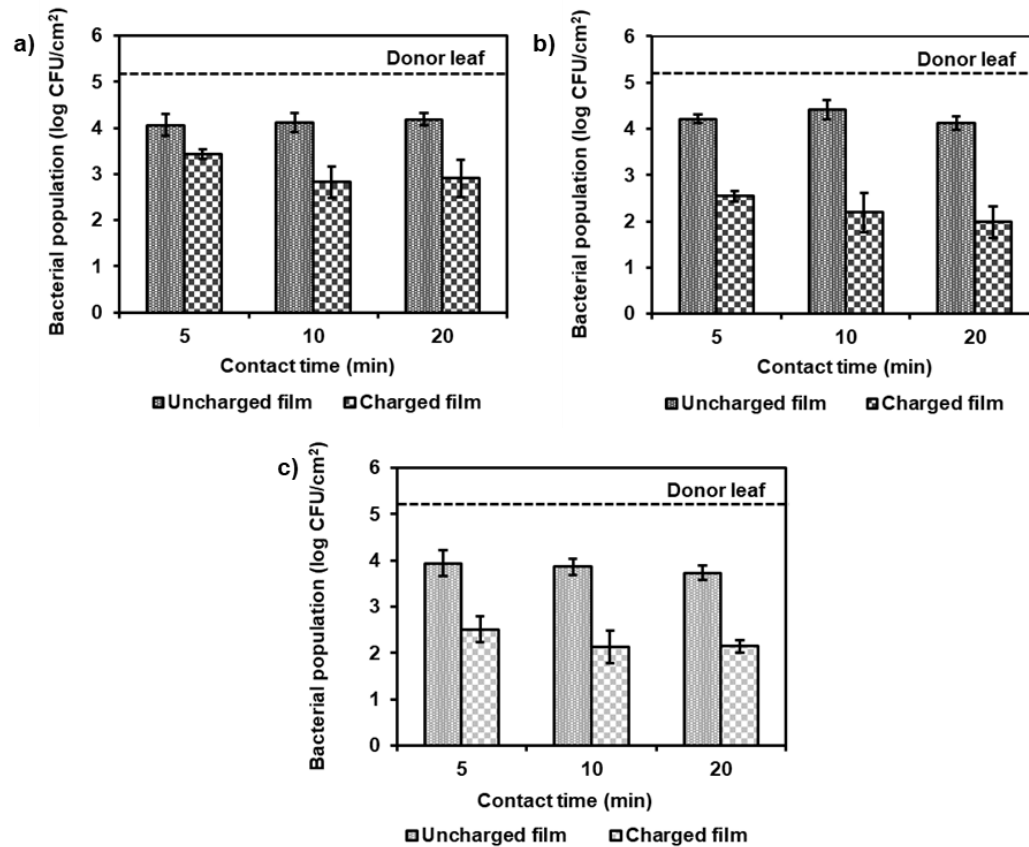 a)
Bacterial population (log CFU/cm²)
6
5
4
3
2
1
0
Donor leaf
5 10 20
Contact time (min)
Uncharged film Charged film
b)
Bacterial population (log CFU/cm²)
6
5
4
3
2
1
0
Donor leaf
5 10 20
Contact time (min)
Uncharged film Charged film
c)
Bacterial population (log CFU/cm²)
6
5
4
3
2
1
0
Donor leaf
5 10 20
Contact time (min)
Uncharged film Charged film